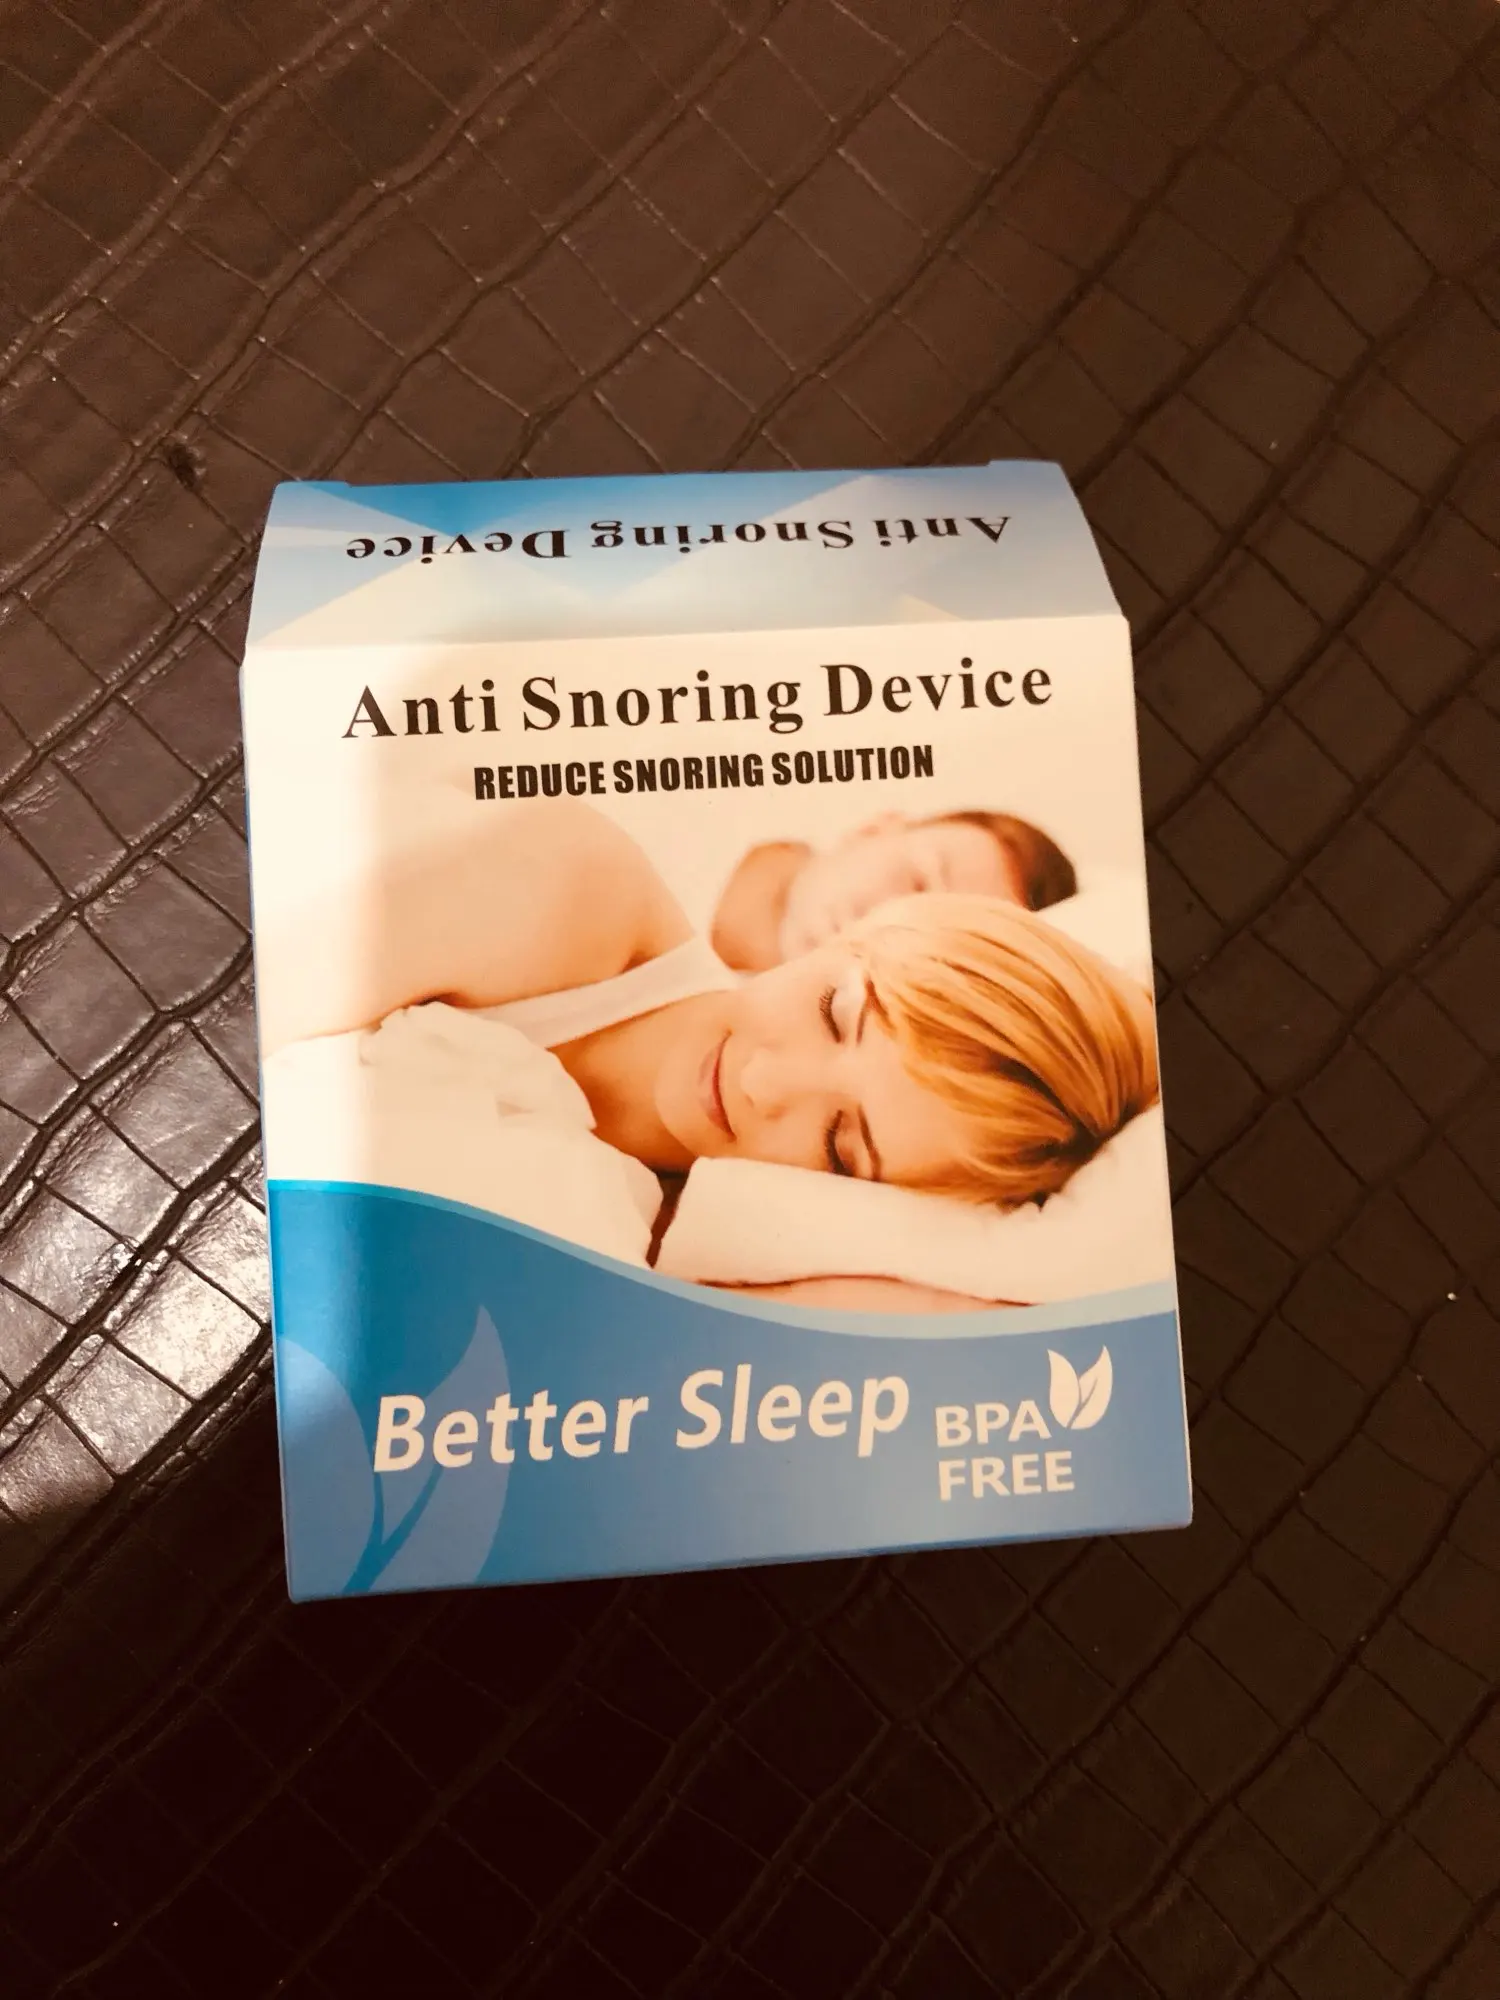 Anti Snoring Device
Anti Snoring Device
REDUCE SNORING SOLUTION
Better Sleep
BPA
FREE